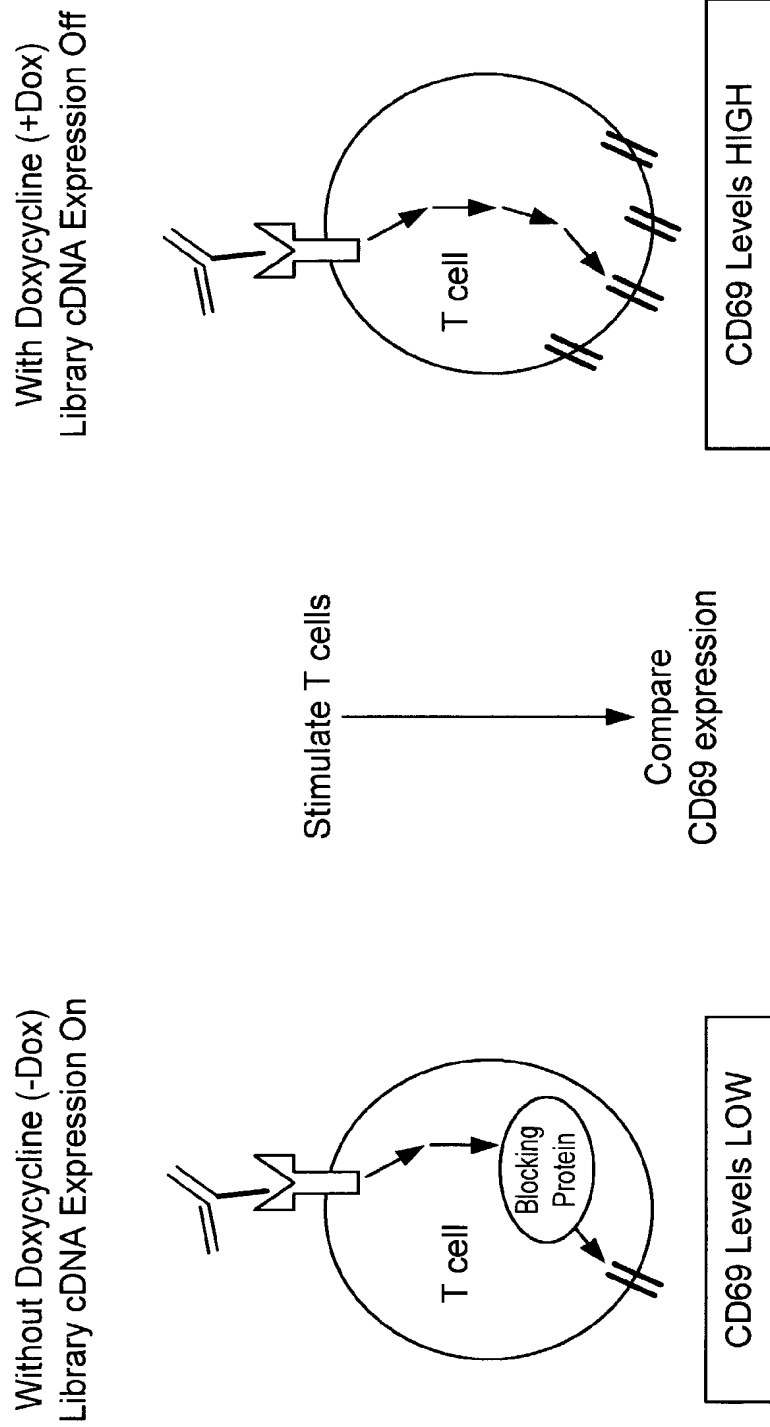 Without Doxycycline (-Dox)
Library cDNA Expression On
T cell
Blocking
Protein
CD69 Levels LOW
Stimulate T cells
Compare
CD69 expression
With Doxycycline (+Dox)
Library cDNA Expression Off
T cell
CD69 Levels HIGH